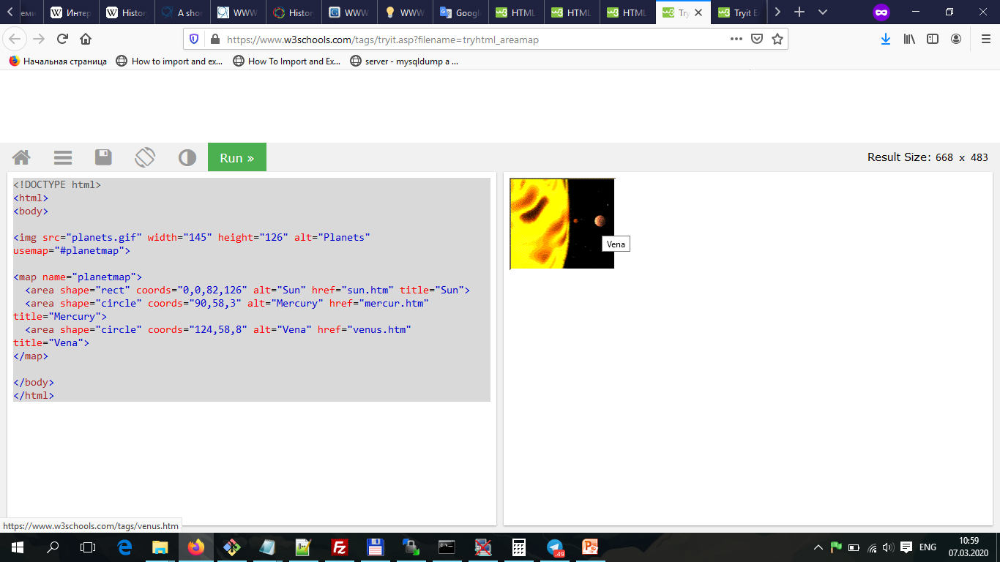 еми
Интер
Histor
A shor
WWW
Histor
WWW
WWW
Google
HTML
HTML
HTML
Try
Tryit E
https://www.w3schools.com/tags/tryit.asp?filename=tryhtml_areamap
Начальная страница
How to import and ex...
How To Import and Ex...
server - mysqldump a ...
Run »
Result Size: 668 x 483
<!DOCTYPE html>
<html>
<body>
<img src="planets.gif" width="145" height="126" alt="Planets"
usemap="#planetmap">
<map name="planetmap">
<area shape="rect" coords="0,0,82,126" alt="Sun" href="sun.htm" title="Sun">
<area shape="circle" coords="90,58,3" alt="Mercury" href="mercur.htm"
title="Mercury">
<area shape="circle" coords="124,58,8" alt="Vena" href="venus.htm"
title="Vena">
</map>
</body>
</html>
Vena
https://www.w3schools.com/tags/venus.htm
49
ENG
10:59
07.03.2020